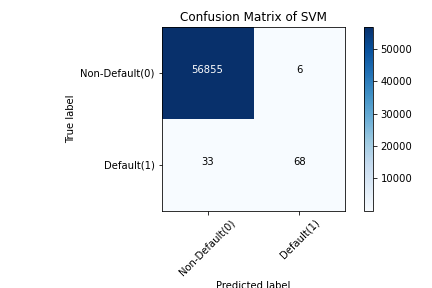 Confusion Matrix of SVM
Non-Default(0)
Default(1)
True label
56855
6
33
68
50000
40000
30000
20000
10000
Non-Default(0)
Default(1)
Predicted label